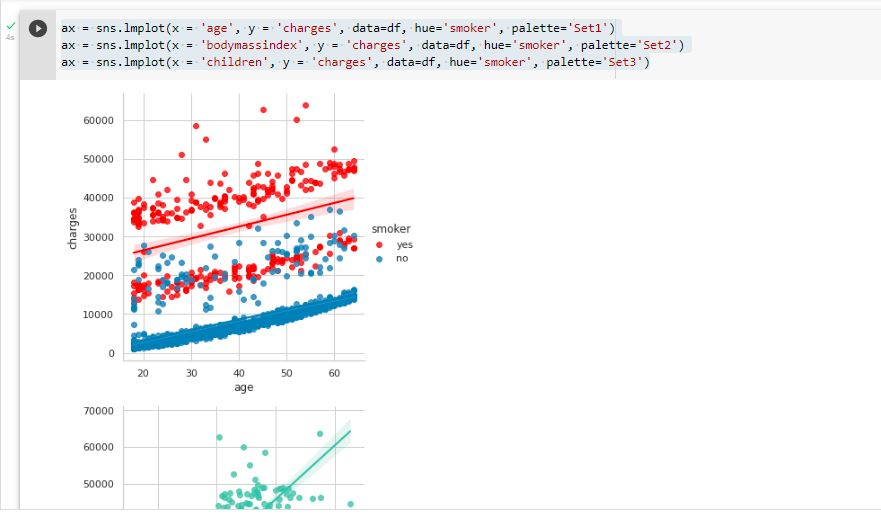 4s
ax = sns.lmplot(x = 'age', y = 'charges', data=df, hue='smoker', palette='Set1')
ax = sns.lmplot(x = 'bodymassindex', y = 'charges', data=df, hue='smoker', palette='Set2')
ax = sns.lmplot(x = 'children', y = 'charges', data=df, hue='smoker', palette='Set3')
60000
50000
40000
30000
20000
10000
0
charges
smoker
yes
no
20 30 40 50 60
age
70000
60000
50000